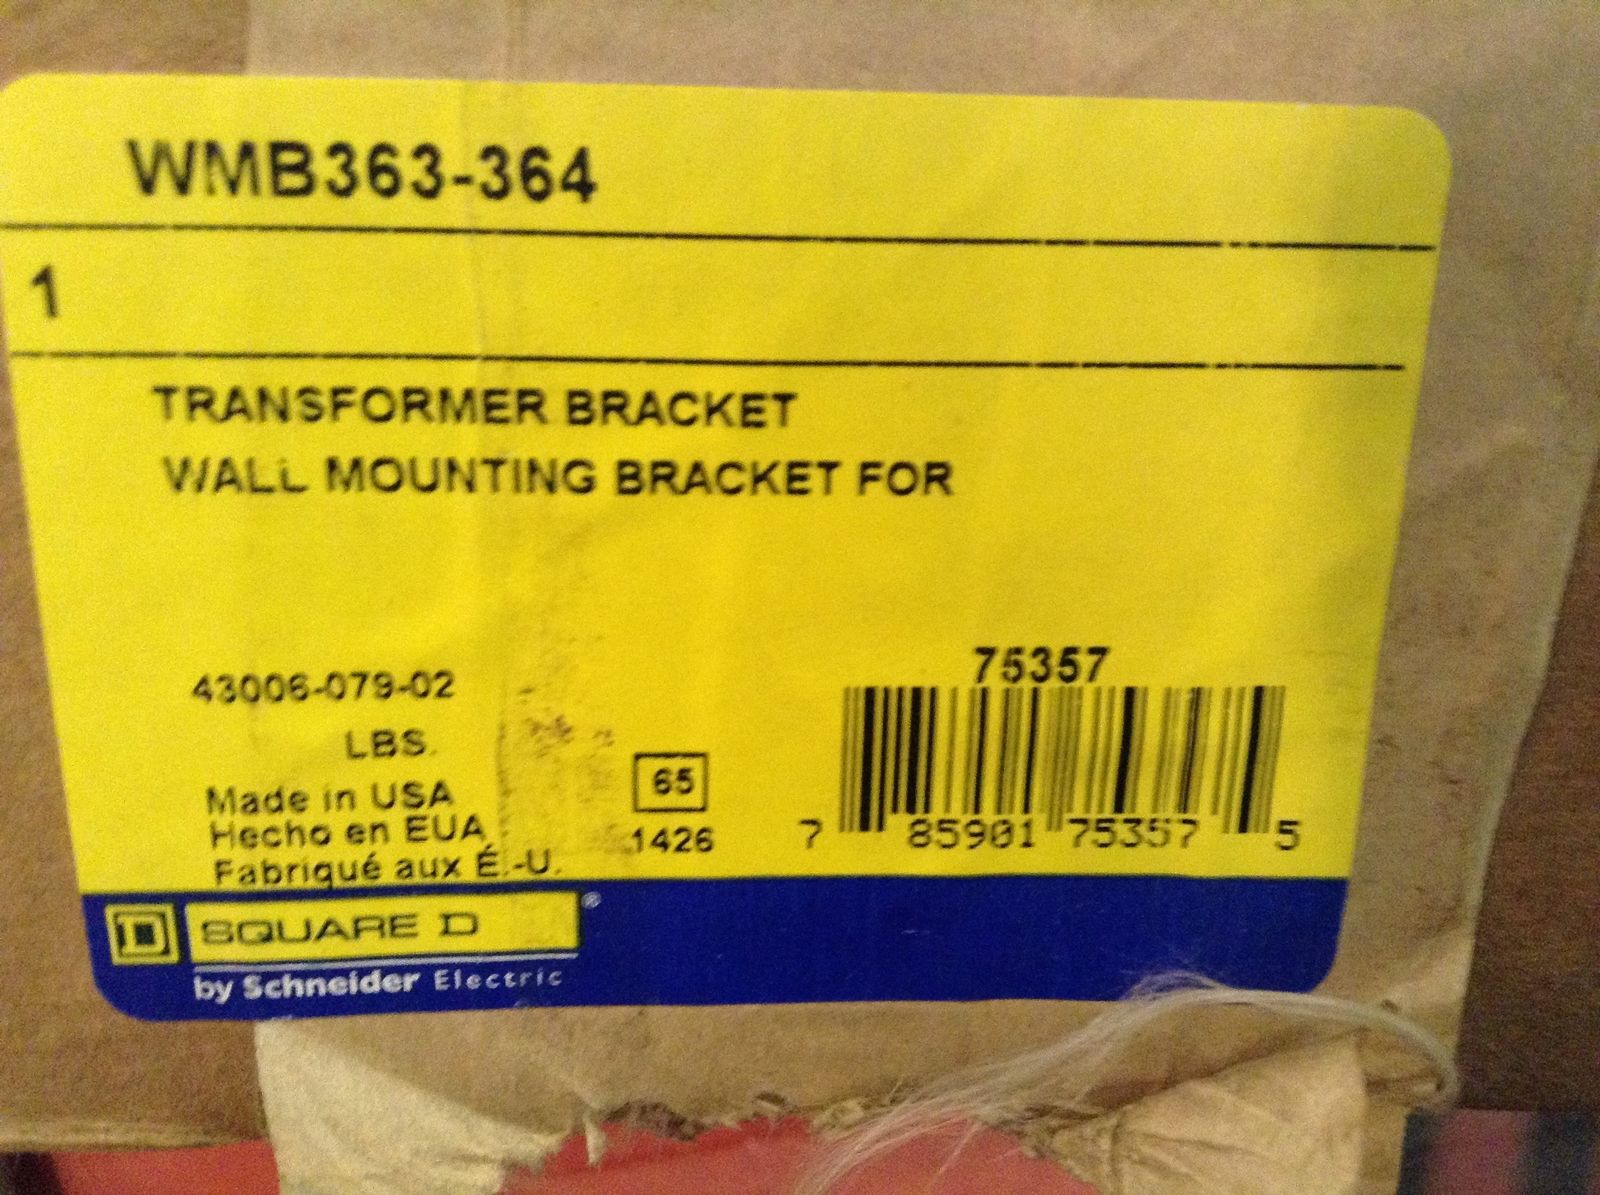 WMB363-364
1
TRANSFORMER BRACKET
WALL MOUNTING BRACKET FOR
43006-079-02
LBS.
Made in USA
Hecho en EUA
Fabriqué aux É.-U.
65
1426
75357
7 85901 75357 5
D SQUARE D ®
by Schneider Electric